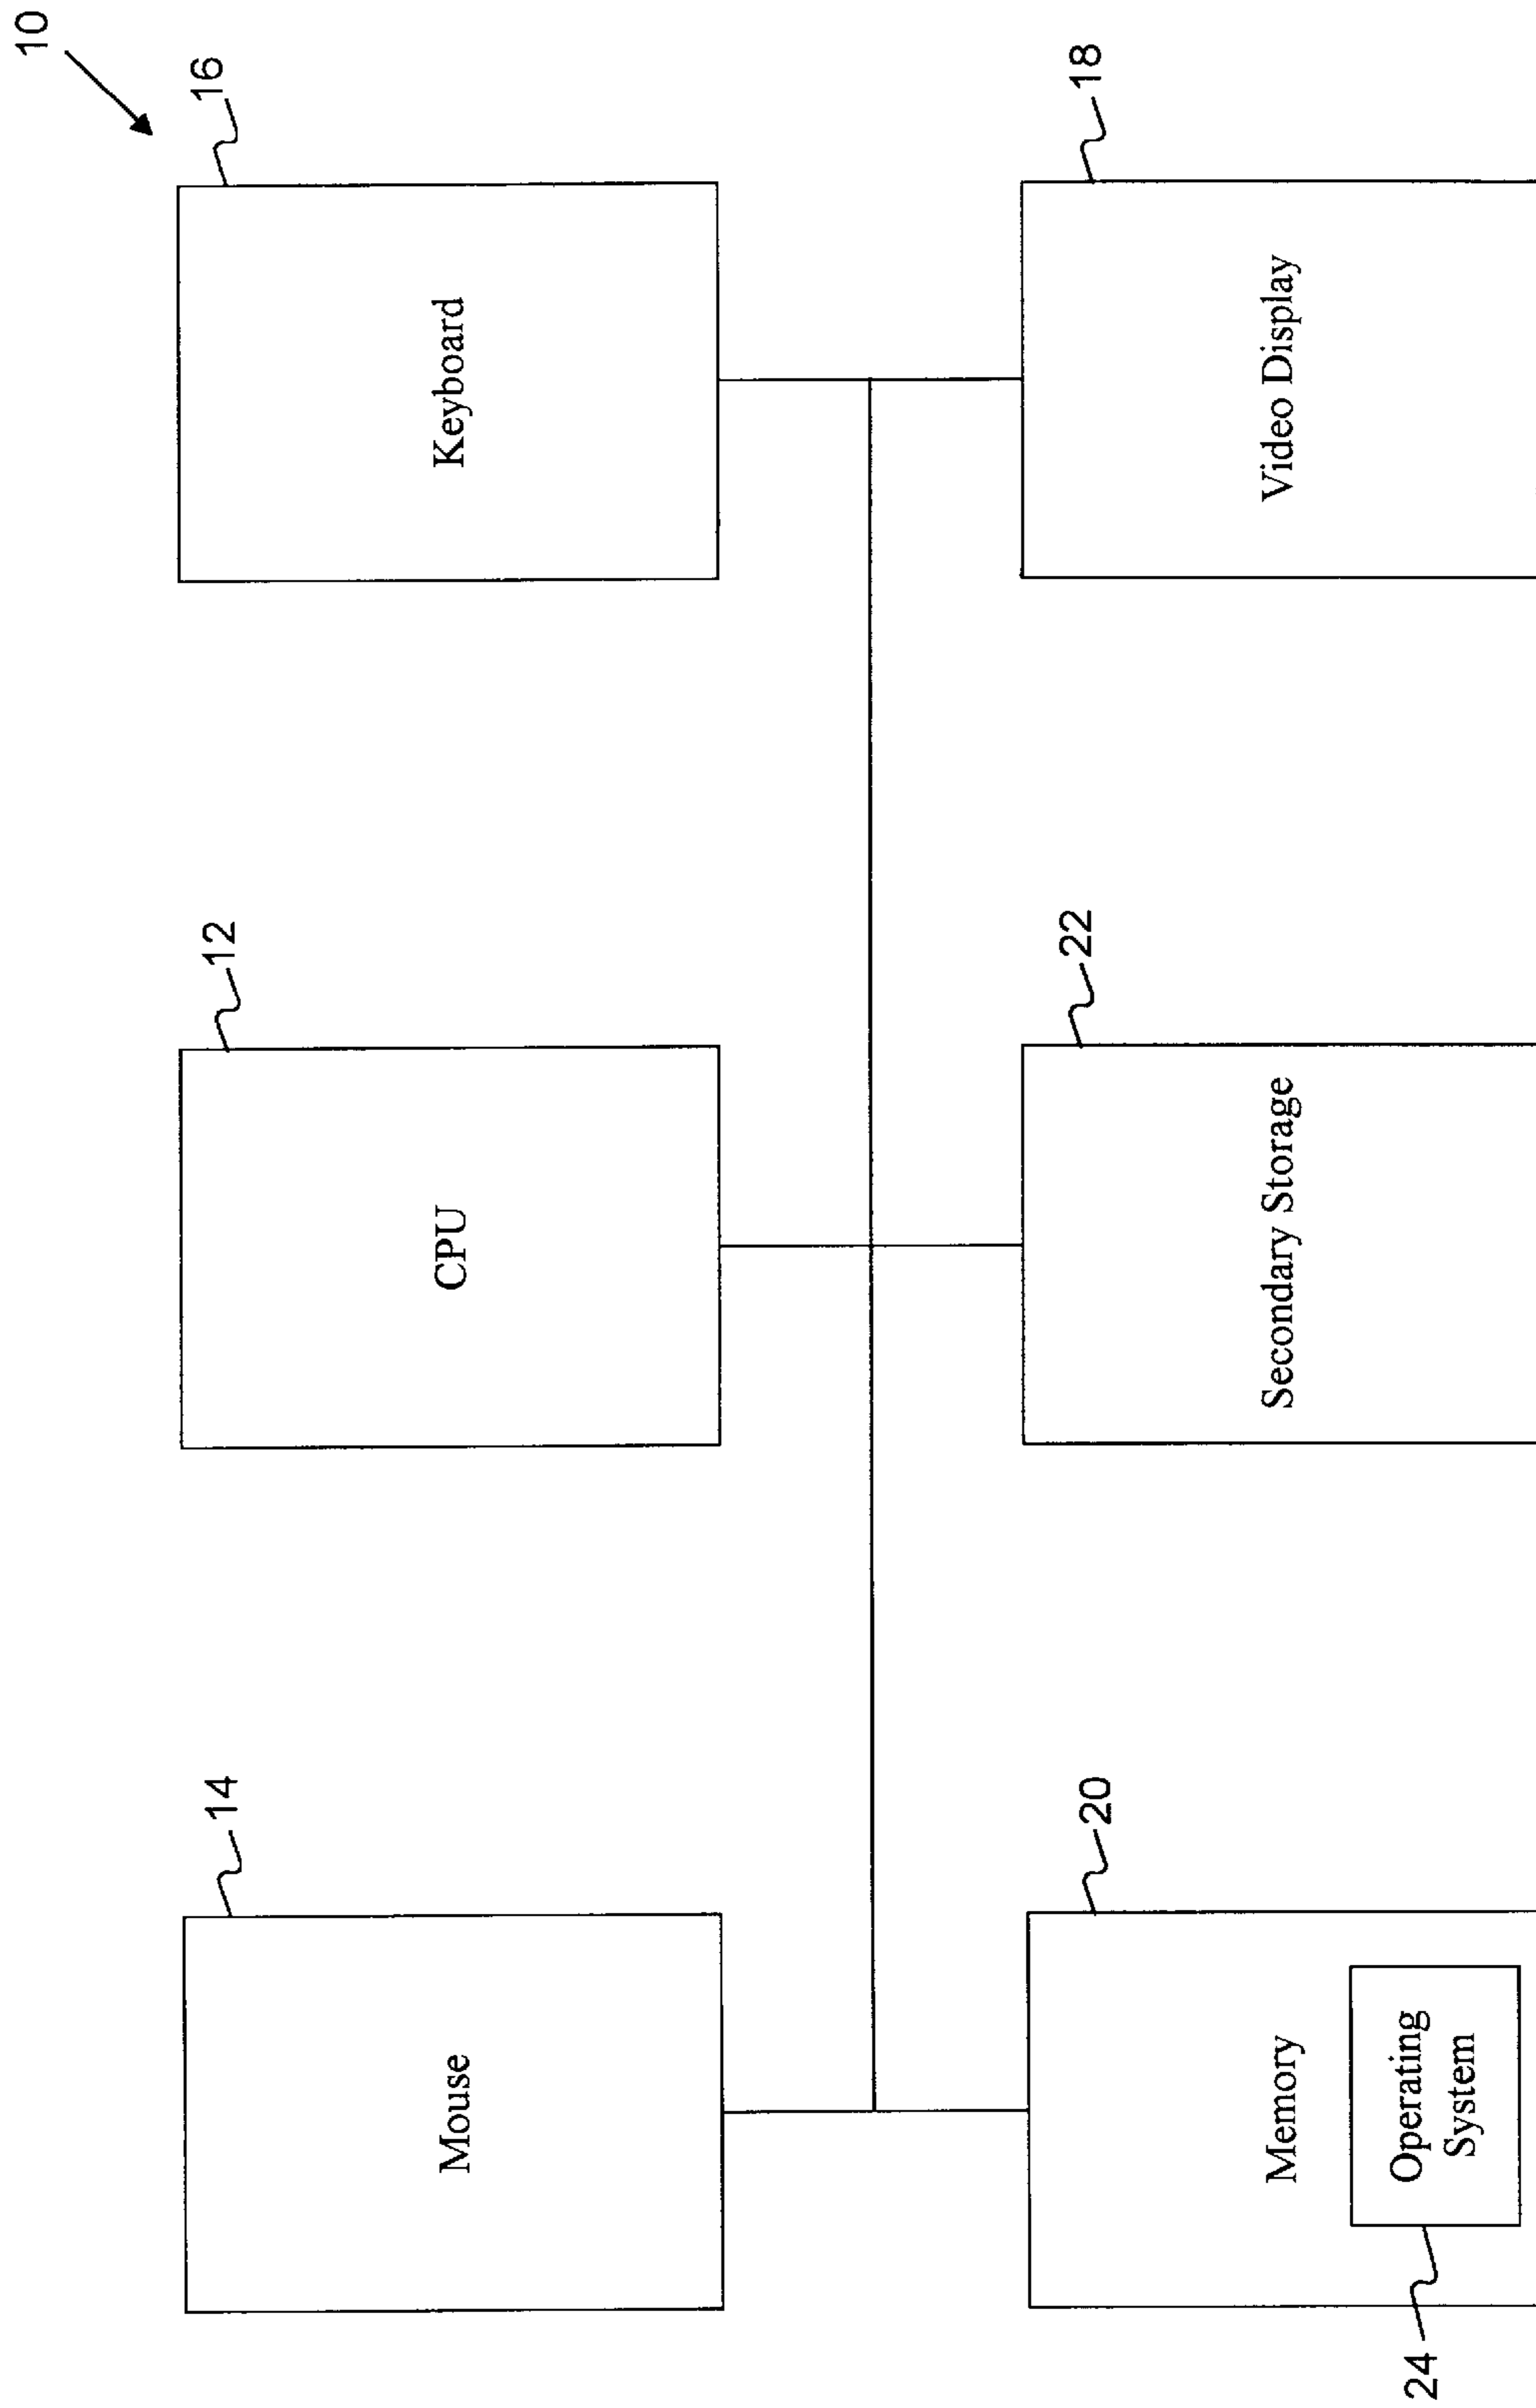 10
14
12
16
Mouse
CPU
Keyboard
20
22
18
Memory
Secondary Storage
Video Display
Operating
System
24